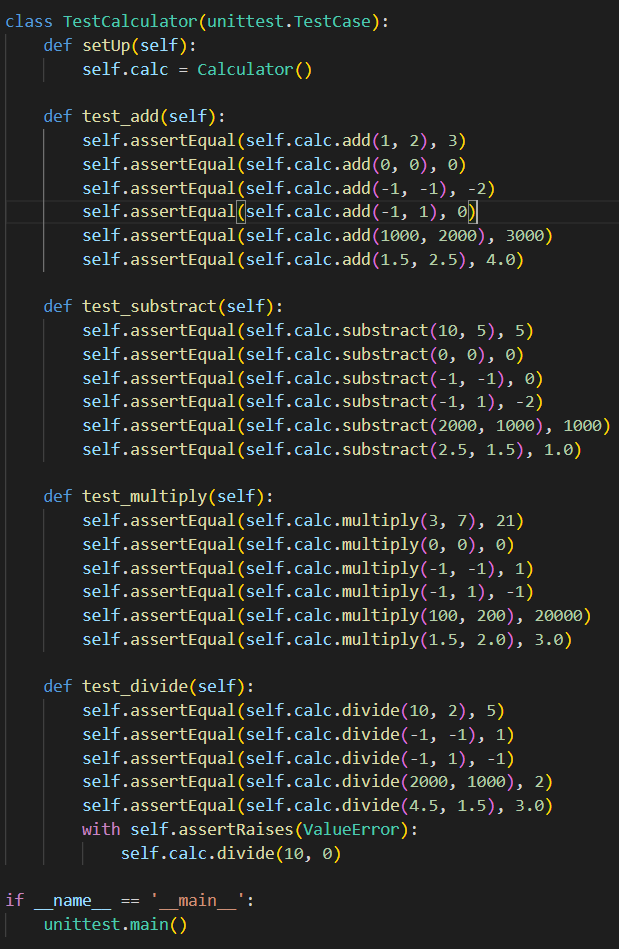 class TestCalculator(unittest.TestCase):
    def setUp(self):
        self.calc = Calculator()

    def test_add(self):
        self.assertEqual(self.calc.add(1, 2), 3)
        self.assertEqual(self.calc.add(0, 0), 0)
        self.assertEqual(self.calc.add(-1, -1), -2)
        self.assertEqual(self.calc.add(-1, 1), 0)
        self.assertEqual(self.calc.add(1000, 2000), 3000)
        self.assertEqual(self.calc.add(1.5, 2.5), 4.0)

    def test_substract(self):
        self.assertEqual(self.calc.substract(10, 5), 5)
        self.assertEqual(self.calc.substract(0, 0), 0)
        self.assertEqual(self.calc.substract(-1, -1), 0)
        self.assertEqual(self.calc.substract(-1, 1), -2)
        self.assertEqual(self.calc.substract(2000, 1000), 1000)
        self.assertEqual(self.calc.substract(2.5, 1.5), 1.0)

    def test_multiply(self):
        self.assertEqual(self.calc.multiply(3, 7), 21)
        self.assertEqual(self.calc.multiply(0, 0), 0)
        self.assertEqual(self.calc.multiply(-1, -1), 1)
        self.assertEqual(self.calc.multiply(-1, 1), -1)
        self.assertEqual(self.calc.multiply(100, 200), 20000)
        self.assertEqual(self.calc.multiply(1.5, 2.0), 3.0)

    def test_divide(self):
        self.assertEqual(self.calc.divide(10, 2), 5)
        self.assertEqual(self.calc.divide(-1, -1), 1)
        self.assertEqual(self.calc.divide(-1, 1), -1)
        self.assertEqual(self.calc.divide(2000, 1000), 2)
        self.assertEqual(self.calc.divide(4.5, 1.5), 3.0)
        with self.assertRaises(ValueError):
            self.calc.divide(10, 0)

if __name__ == '__main__':
    unittest.main()